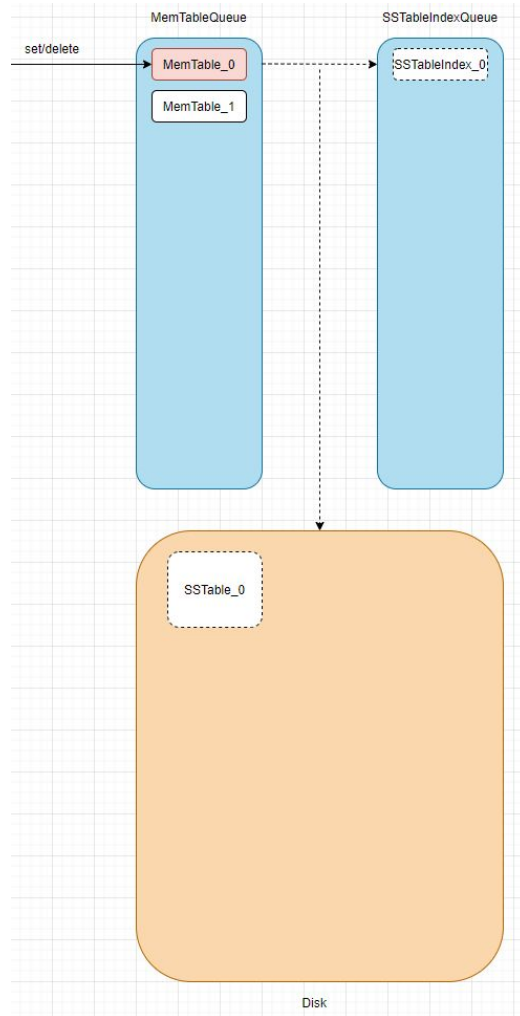 MemTableQueue
SSTableIndexQueue
set/delete
MemTable_0
SSTableIndex_0
MemTable_1
SSTable_0
Disk